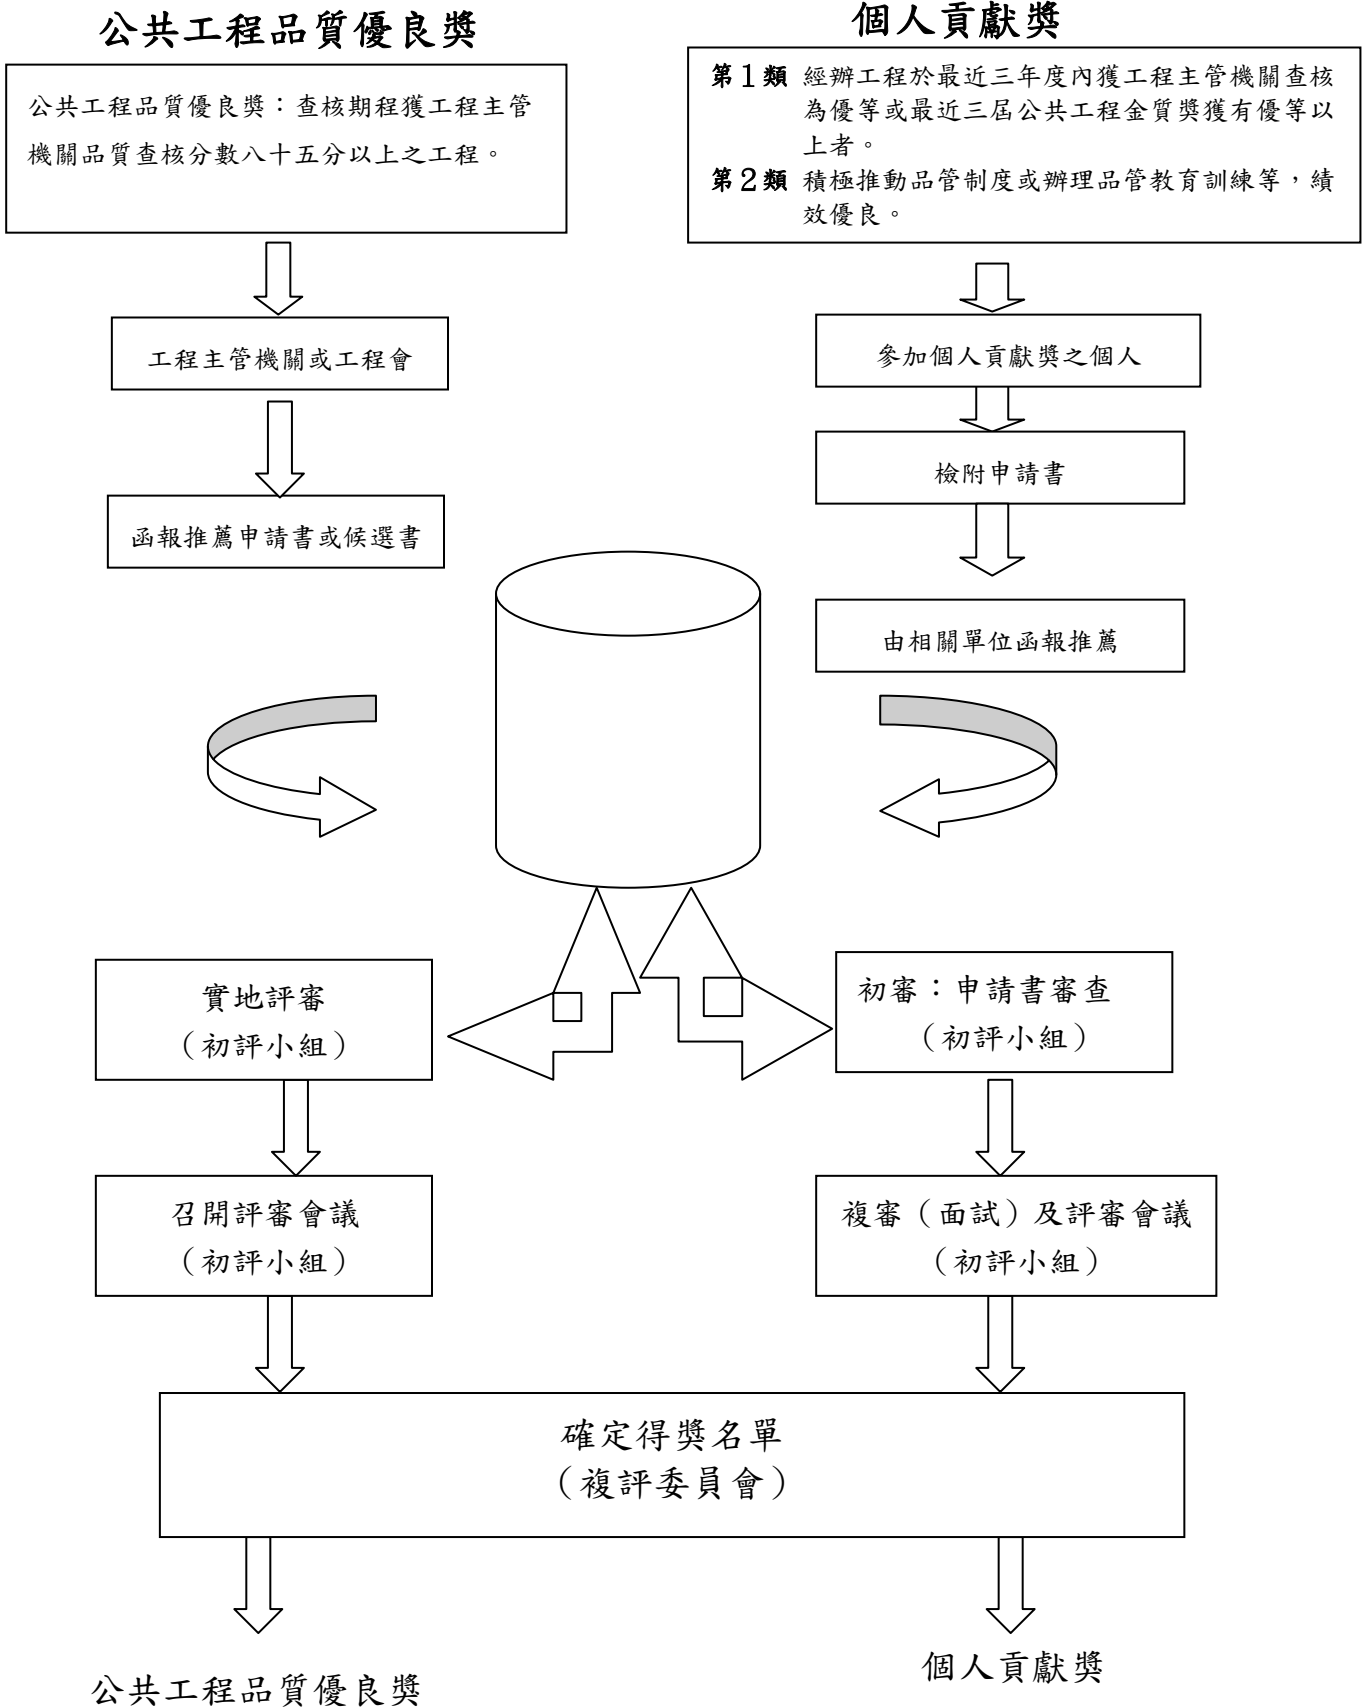 公共工程品質優良獎
個人貢獻獎
公共工程品質優良獎：查核期程獲工程主管
機關品質查核分數八十五分以上之工程。
第１類 經辦工程於最近三年度內獲工程主管機關查核
為優等或最近三屆公共工程金質獎獲有優等以
上者。
第２類 積極推動品管制度或辦理品管教育訓練等，績
效優良。
工程主管機關或工程會
函報推薦申請書或候選書
參加個人貢獻獎之個人
檢附申請書
由相關單位函報推薦
實地評審
（初評小組）
召開評審會議
（初評小組）
初審：申請書審查
（初評小組）
複審（面試）及評審會議
（初評小組）
確定得獎名單
（複評委員會）
公共工程品質優良獎
個人貢獻獎